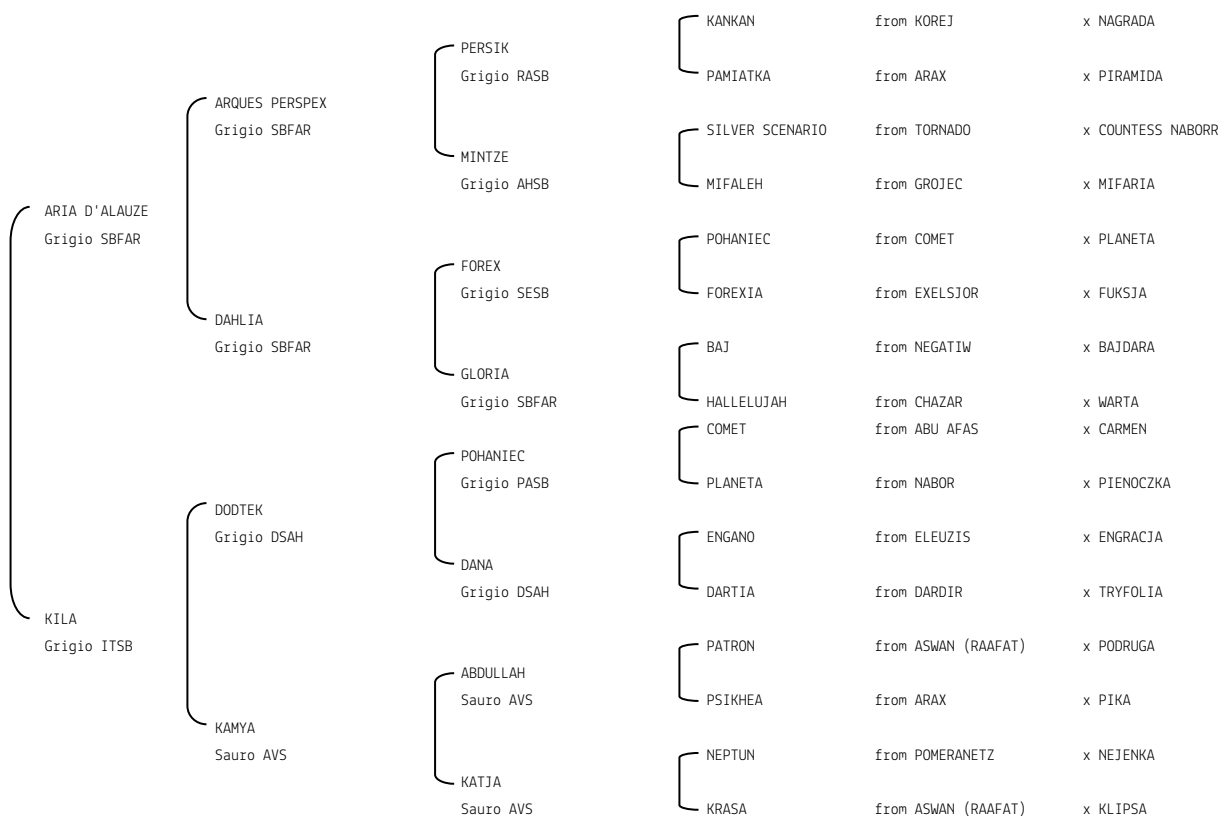 KANKAN from KOREJ x NAGRADA
PERSIK
Grigio RASB PAMIATKA from ARAX x PIRAMIDA
ARQUES PERSPEX
Grigio SBFAR SILVER SCENARIO from TORNADO x COUNTESS NABORR
MINTZE
Grigio AHSB MIFALEH from GROJEC x MIFARIA
ARIA D'ALAUZE
Grigio SBFAR POHANIEC from COMET x PLANETA
FOREX
Grigio SESB FOREXIA from EXELSJOR x FUKSJA
DAHLIA
Grigio SBFAR BAJ from NEGATIW x BAJDARA
GLORIA
Grigio SBFAR HALLELUJAH from CHAZAR x WARTA
COMET from ABU AFAS x CARMEN
POHANIEC
Grigio PASB PLANETA from NABOR x PIENOCZKA
DODTEK
Grigio DSAH ENGANO from ELEUZIS x ENGRACJA
DANA
Grigio DSAH DARTIA from DARDIR x TRYFOLIA
KILA
Grigio ITSB PATRON from ASWAN (RAAFAT) x PODRUGA
ABDULLAH
Sauro AVS PSIKHEA from ARAX x PIKA
KAMYA
Sauro AVS NEPTUN from POMERANETZ x NEJENKA
KATJA
Sauro AVS KRASA from ASWAN (RAAFAT) x KLIPSA